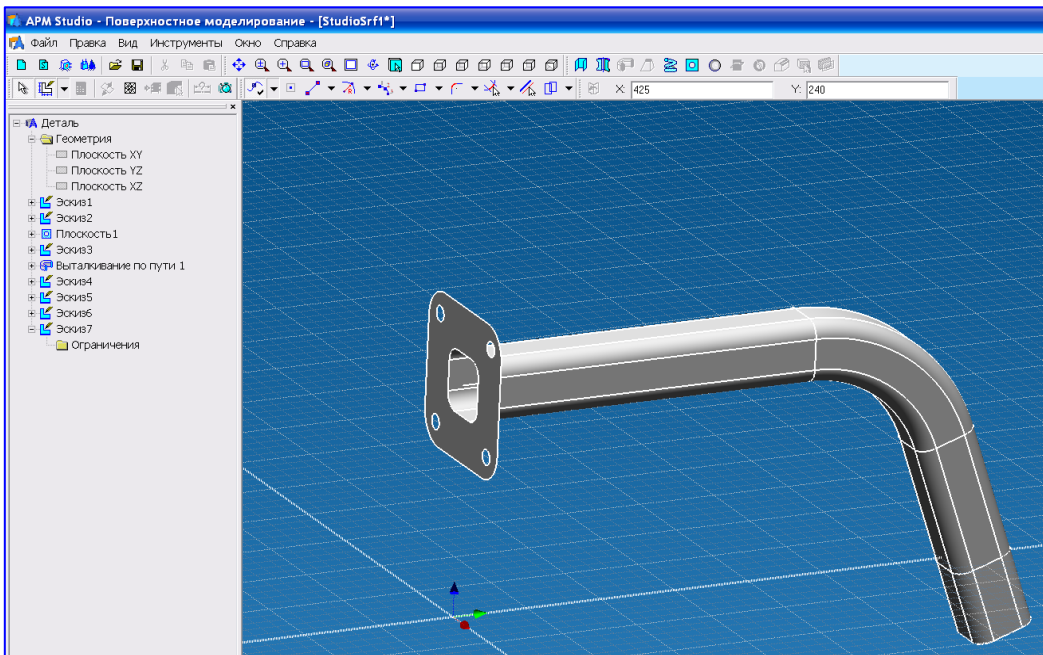 APM Studio - Поверхностное моделирование - [StudioSrf1*]
Файл Правка Вид Инструменты Окно Справка
X: 425 Y: 240
Деталь
Геометрия
Плоскость XY
Плоскость YZ
Плоскость XZ
Эскиз1
Эскиз2
Плоскость1
Эскиз3
Выталкивание по пути 1
Эскиз4
Эскиз5
Эскиз6
Эскиз7
Ограничения